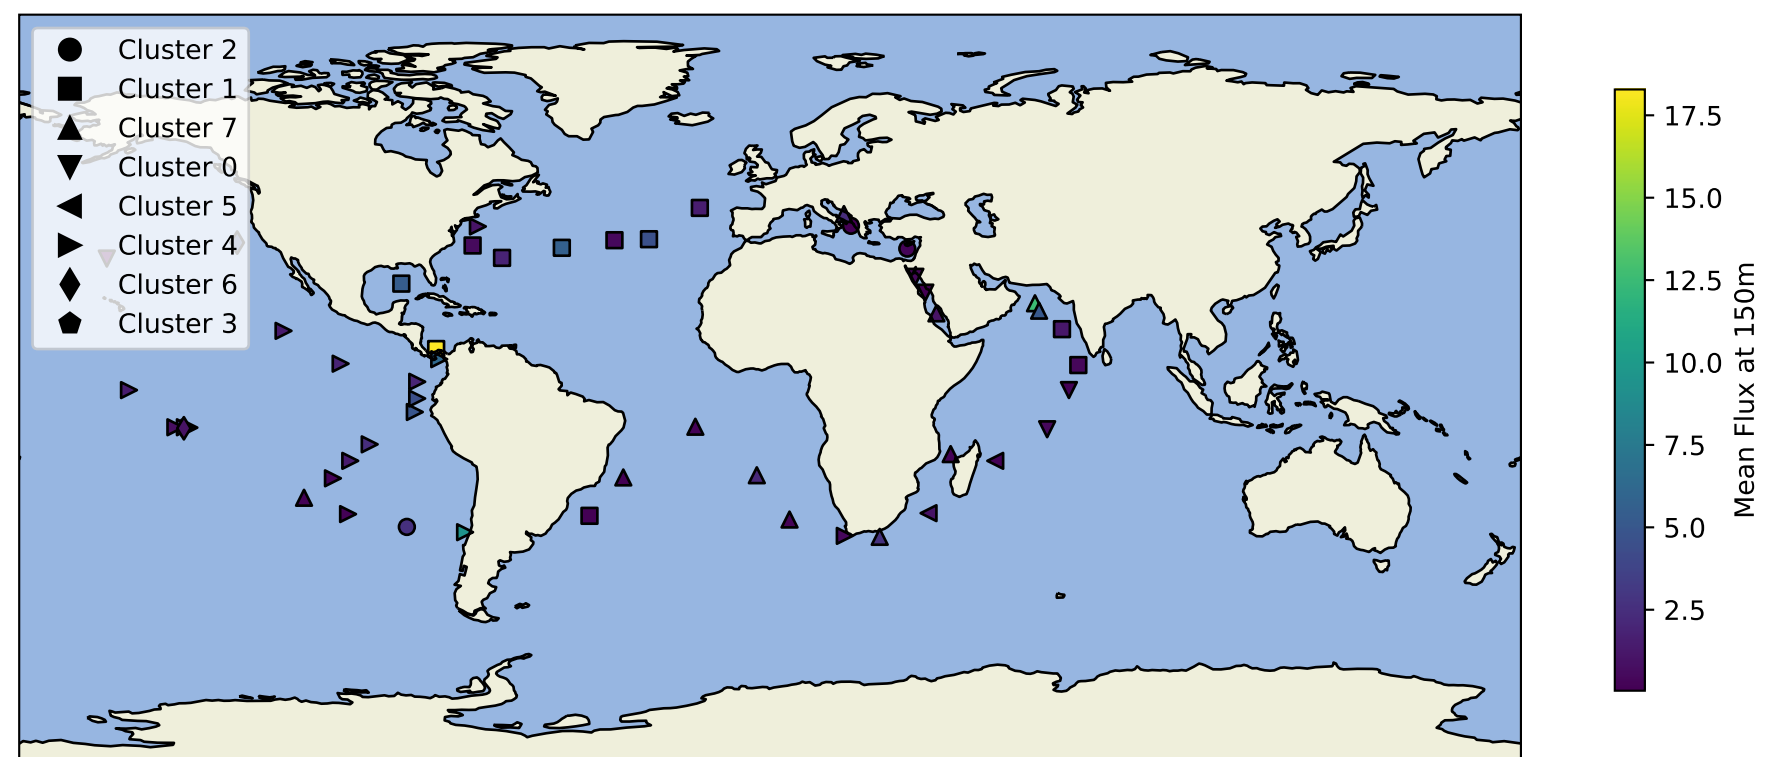 Cluster 2
Cluster 1
Cluster 7
Cluster 0
Cluster 5
Cluster 4
Cluster 6
Cluster 3
17.5
15.0
12.5
10.0
7.5
5.0
2.5
Mean Flux at 150m